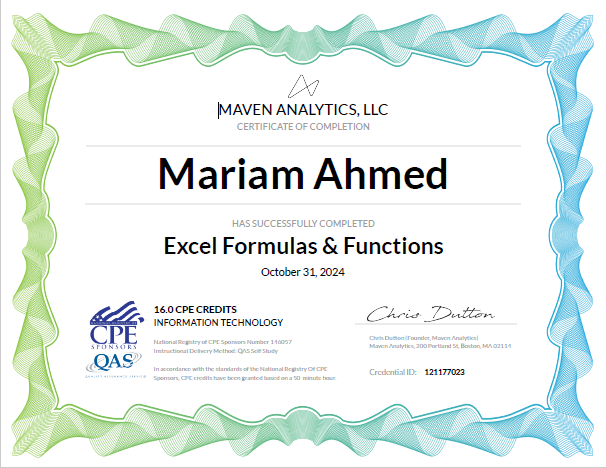 MAVEN ANALYTICS, LLC
CERTIFICATE OF COMPLETION
Mariam Ahmed
HAS SUCCESSFULLY COMPLETED
Excel Formulas & Functions
October 31, 2024
CPE
SPONSORS
QAS
16.0 CPE CREDITS
INFORMATION TECHNOLOGY
National Registry of CPE Sponsors Number 146057
Instructional Delivery Method: QAS Self Study
In accordance with the standards of the National Registry Of CPE
Sponsors, CPE credits have been granted based on a 50-minute hour.
Chris Dutton
Chris Dutton (Founder, Maven Analytics)
Maven Analytics, 200 Portland St, Boston, MA 02114
Credential ID: 121177023